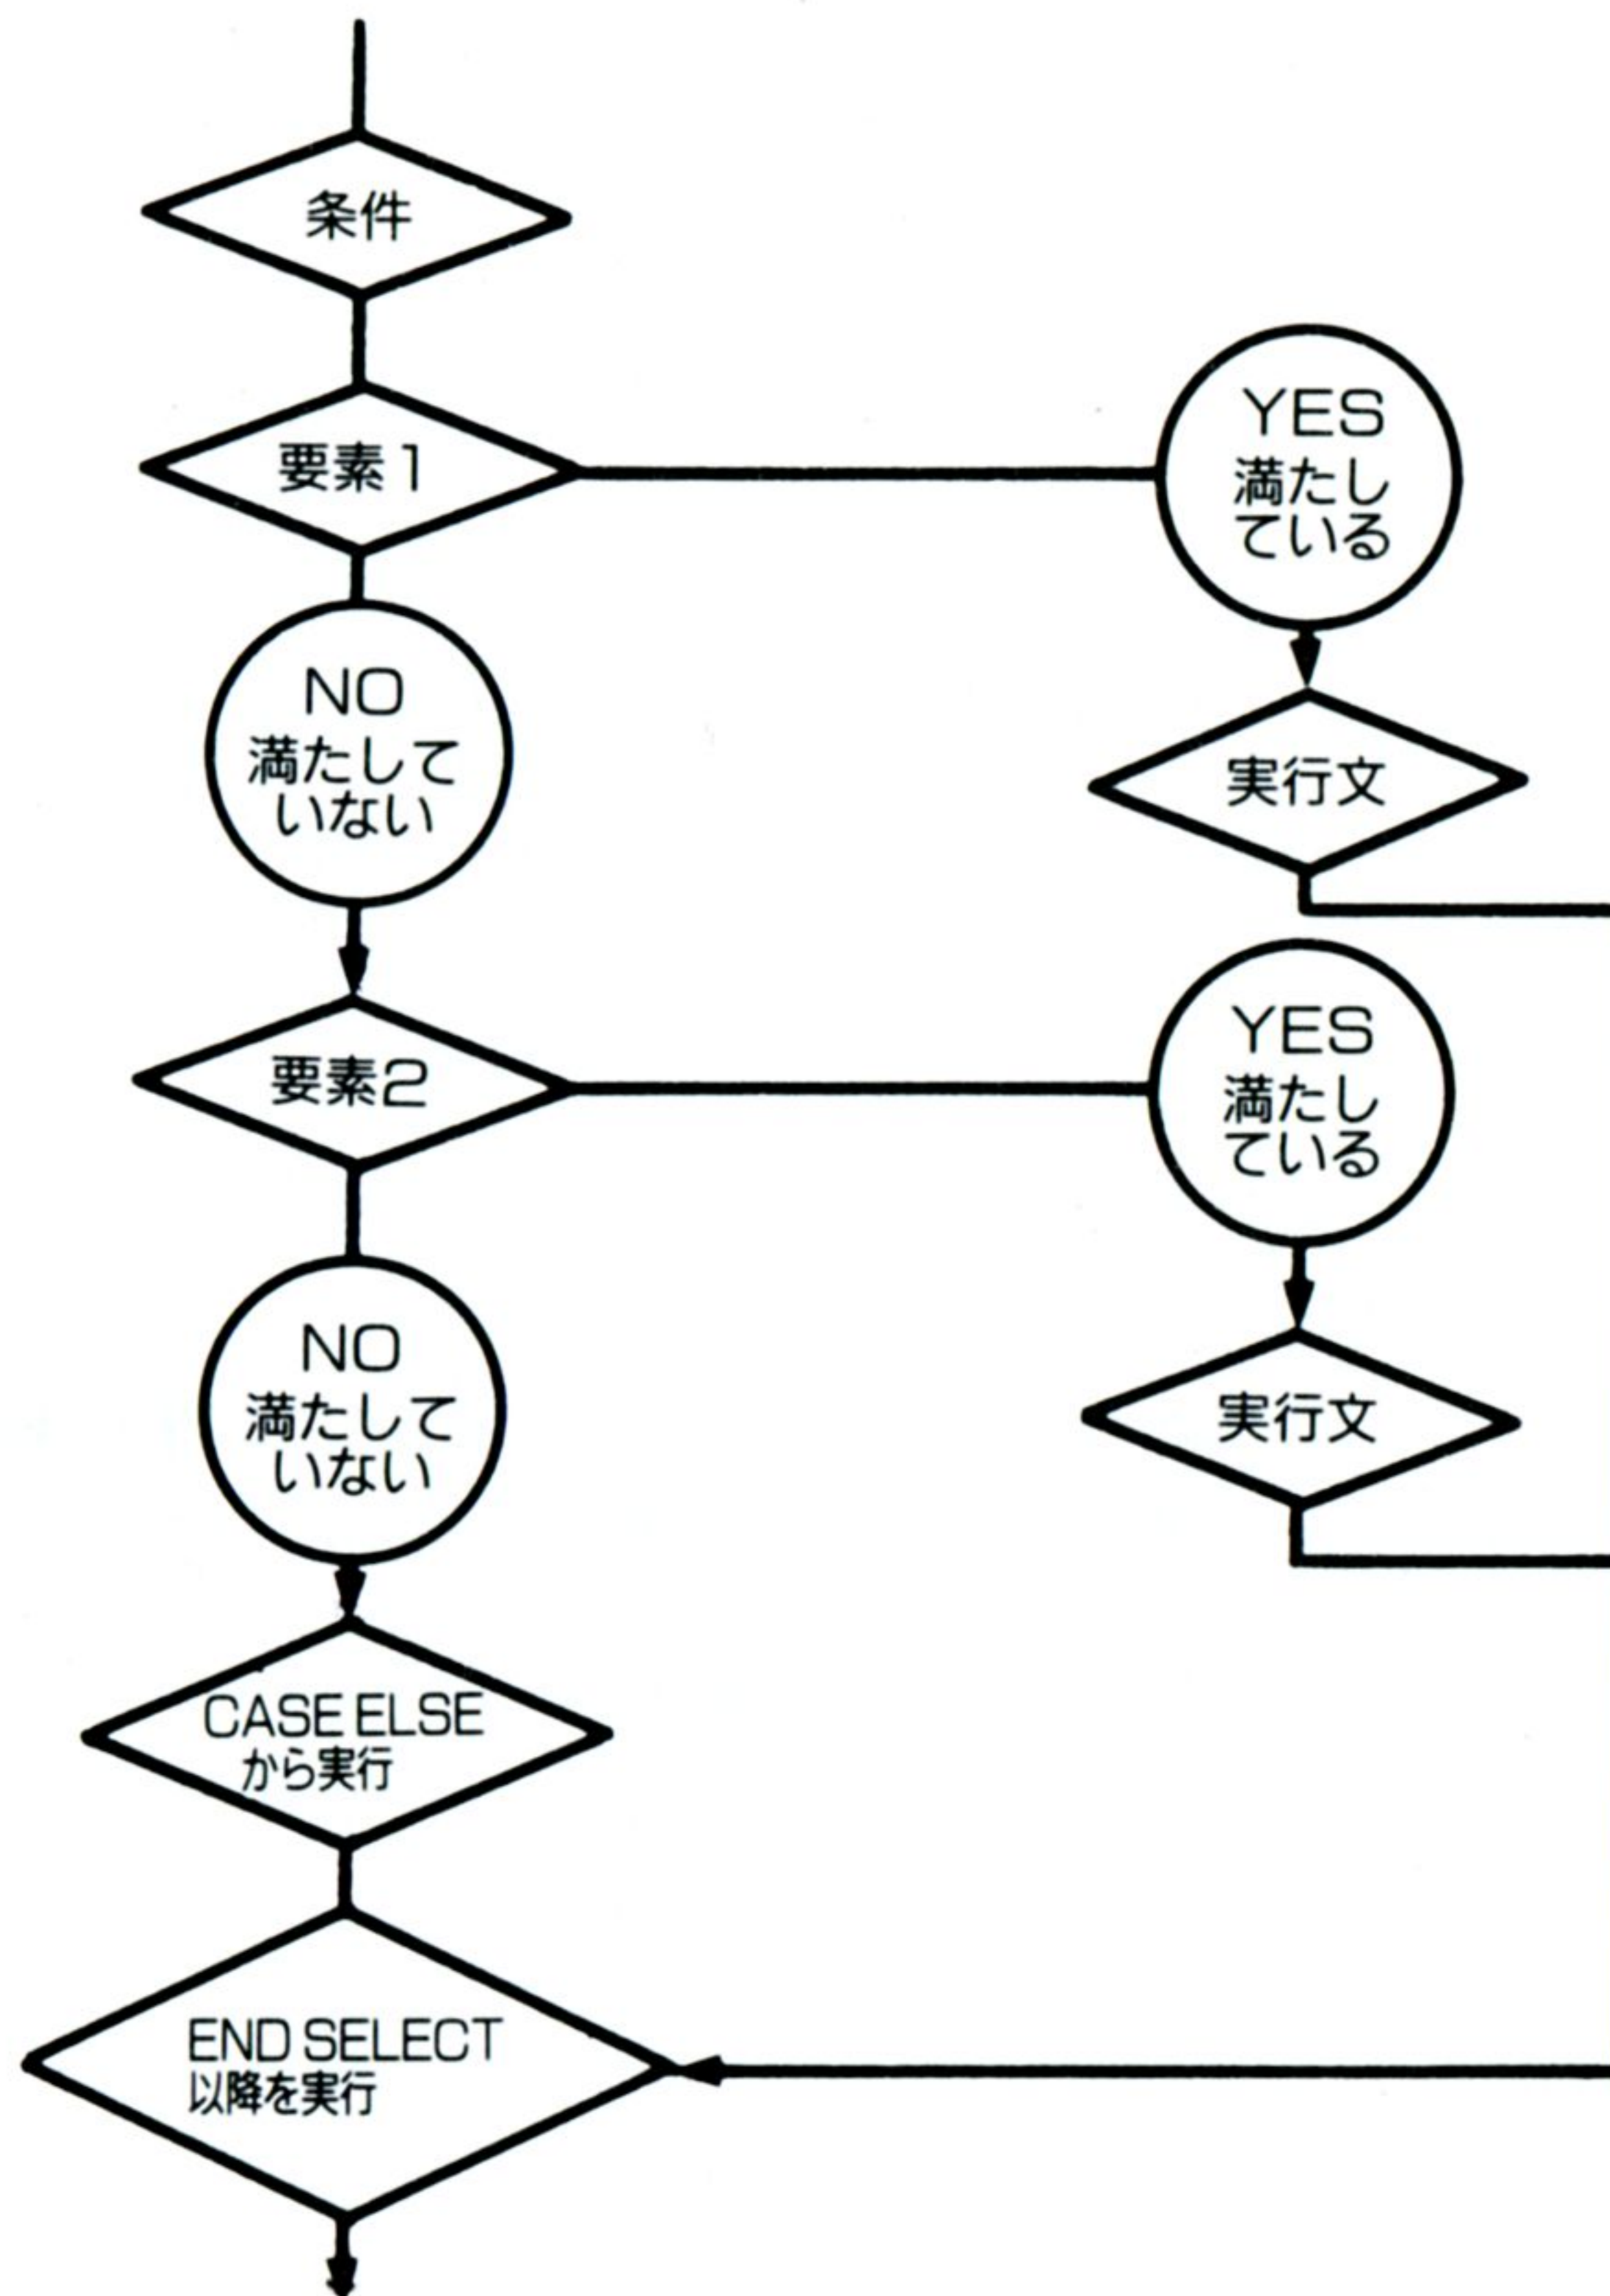 条件
要素1
YES
満たし
ている
NO
満たして
いない
実行文
要素2
YES
満たし
ている
NO
満たして
いない
実行文
CASE ELSE
から実行
END SELECT
以降を実行